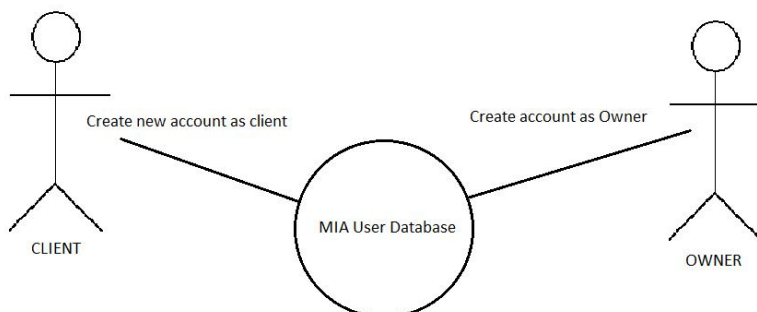 Create new account as client
Create account as Owner
MIA User Database
CLIENT
OWNER